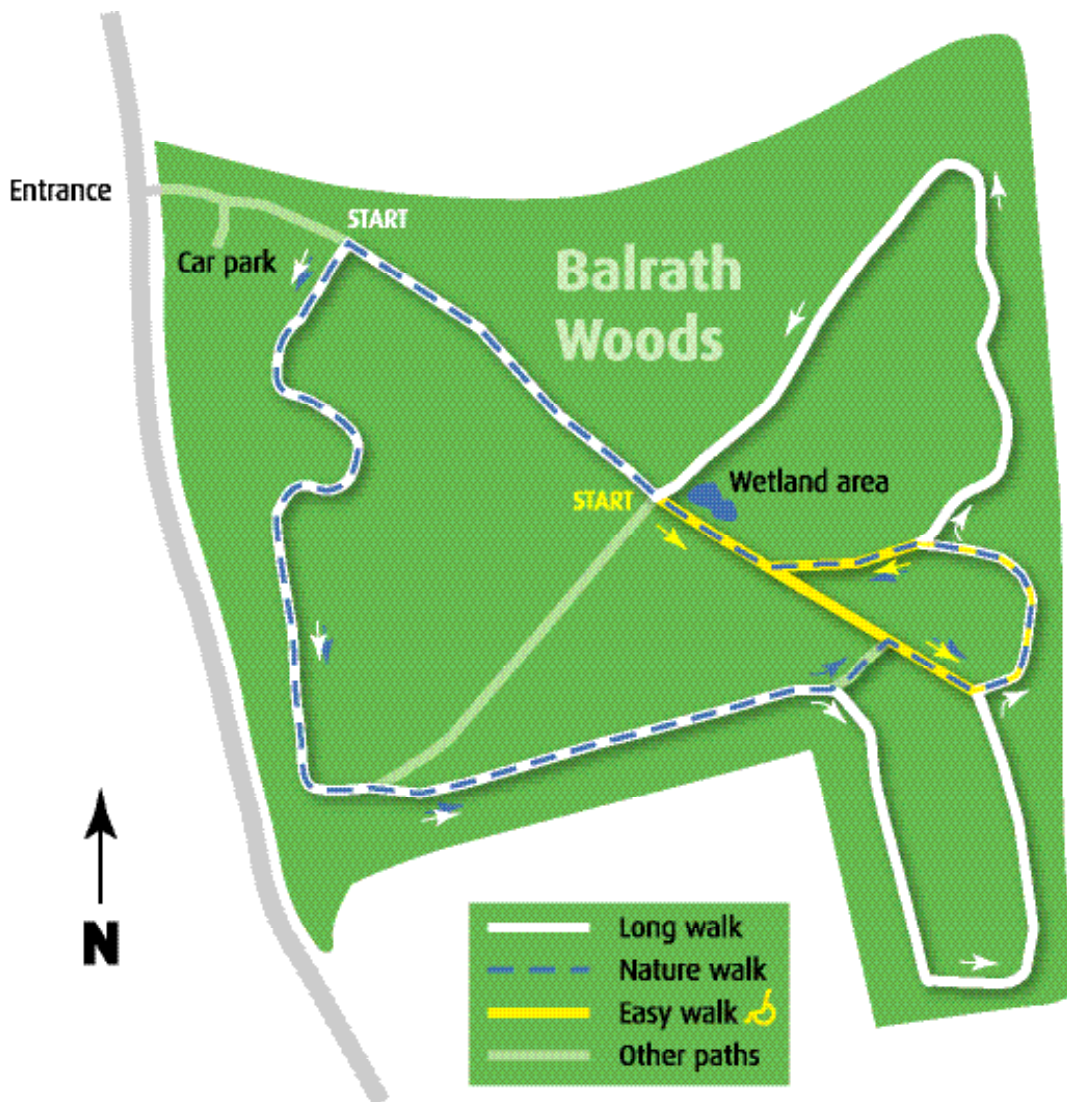 Entrance
START
Car park
Balrath
Woods
Wetland area
START
N
Long walk
Nature walk
Easy walk
Other paths